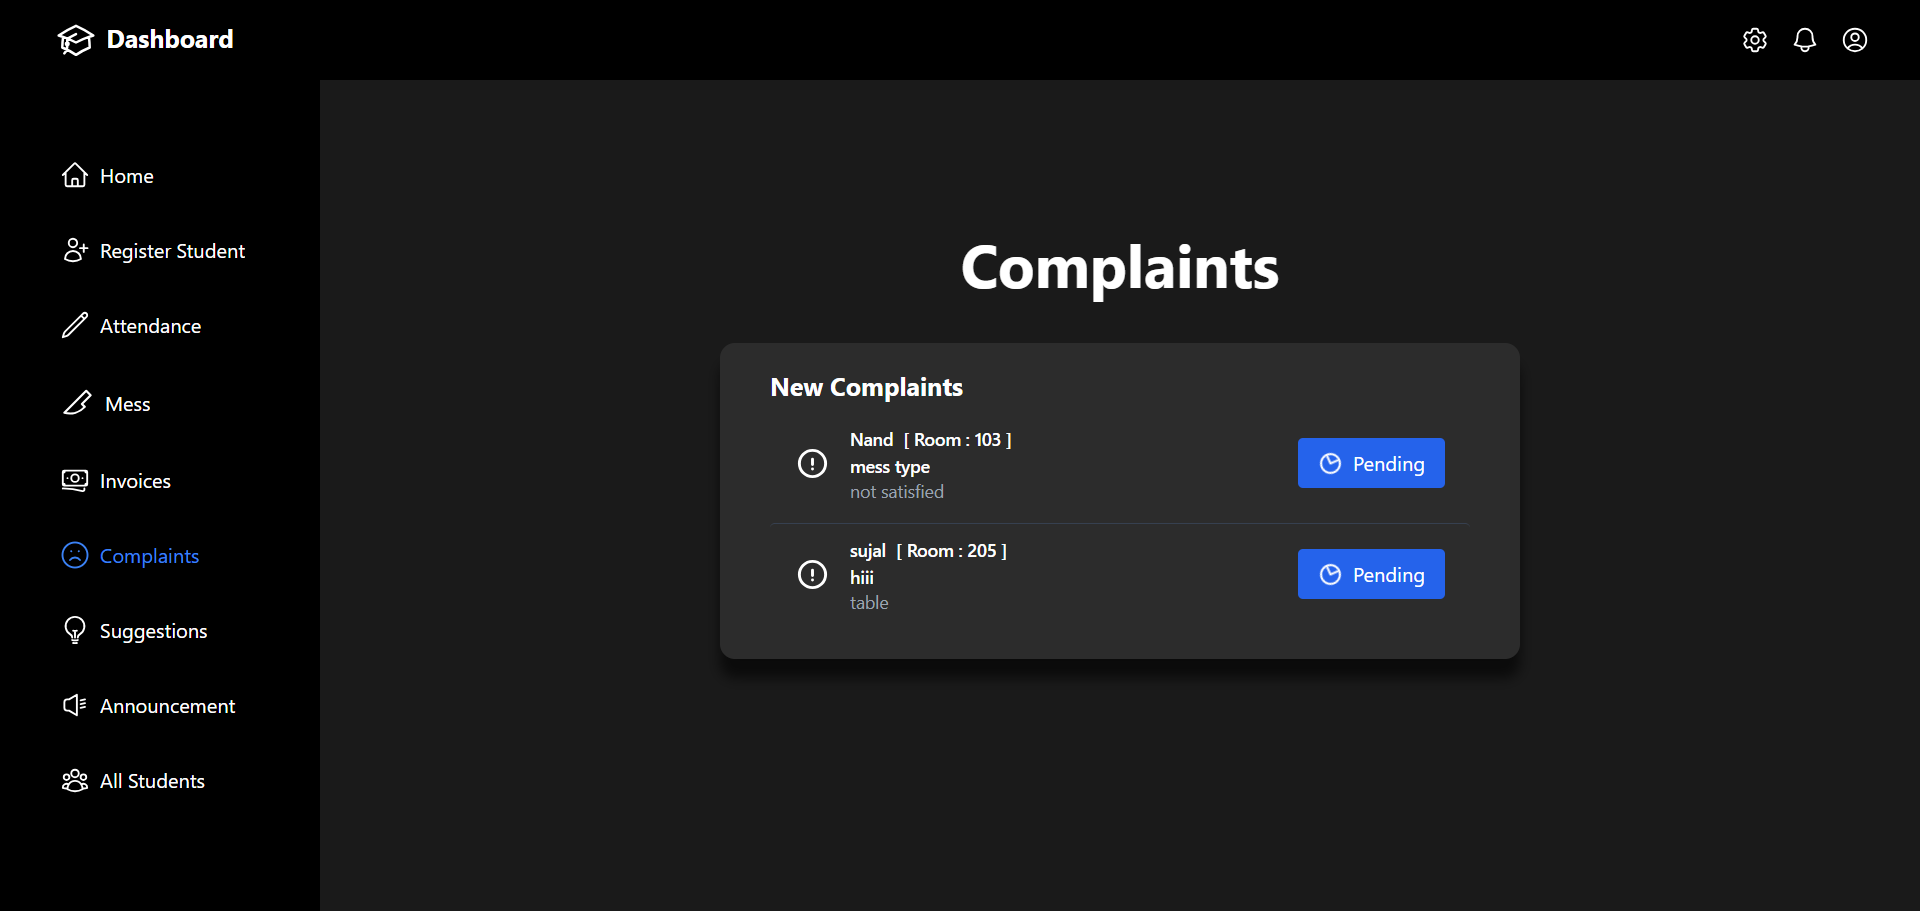 Dashboard
Home
Register Student
Attendance
Mess
Invoices
Complaints
Suggestions
Announcement
All Students
Complaints
New Complaints
Nand [ Room : 103 ]
mess type
not satisfied
Pending
sujal [ Room : 205 ]
hiii
table
Pending